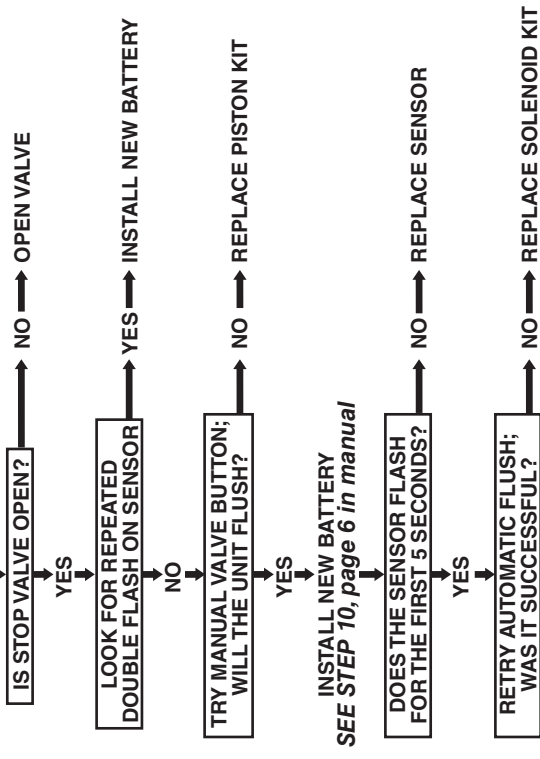 IS STOP VALVE OPEN?
NO
OPEN VALVE
YES
LOOK FOR REPEATED
DOUBLE FLASH ON SENSOR
YES
INSTALL NEW BATTERY
NO
TRY MANUAL VALVE BUTTON;
WILL THE UNIT FLUSH?
NO
REPLACE PISTON KIT
YES
INSTALL NEW BATTERY
SEE STEP 10, page 6 in manual
DOES THE SENSOR FLASH
FOR THE FIRST 5 SECONDS?
NO
REPLACE SENSOR
YES
RETRY AUTOMATIC FLUSH;
WAS IT SUCCESSFUL?
NO
REPLACE SOLENOID KIT